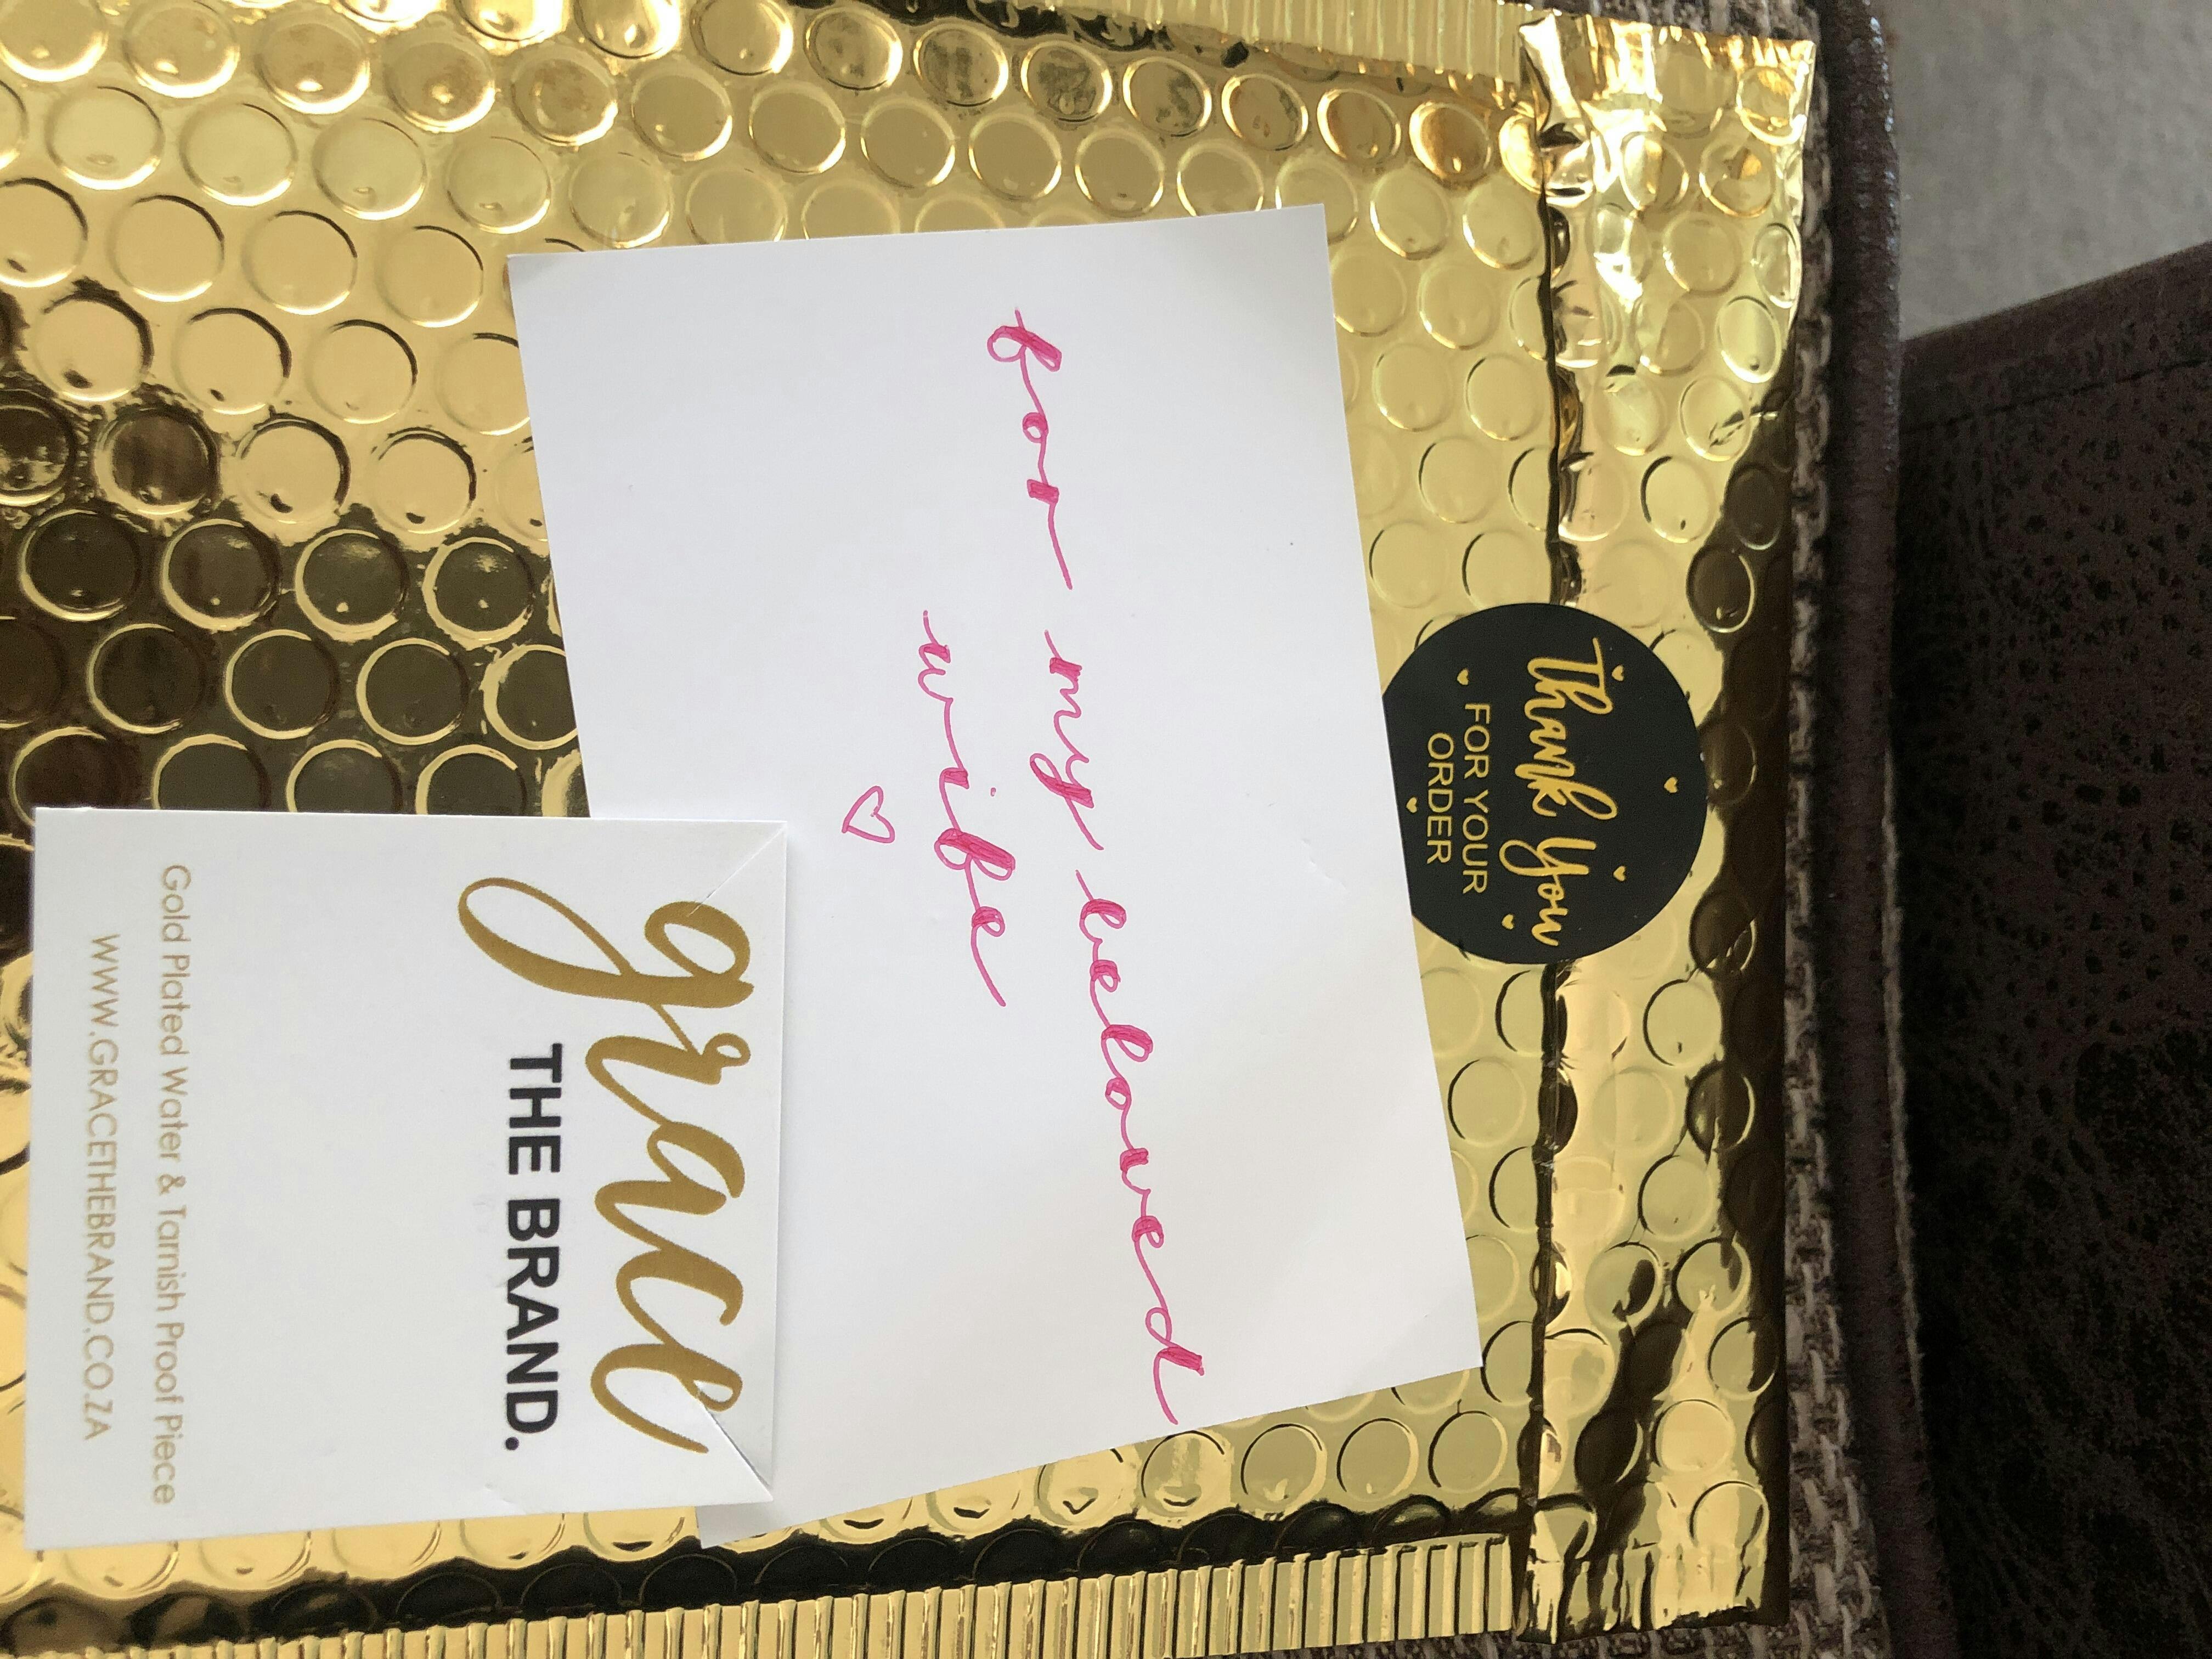 Thank You
FOR YOUR
ORDER
for my beloved
wife
grace
THE BRAND.
Gold Plated Water & Tarnish Proof Piece
WWW.GRACETHEBRAND.CO.ZA